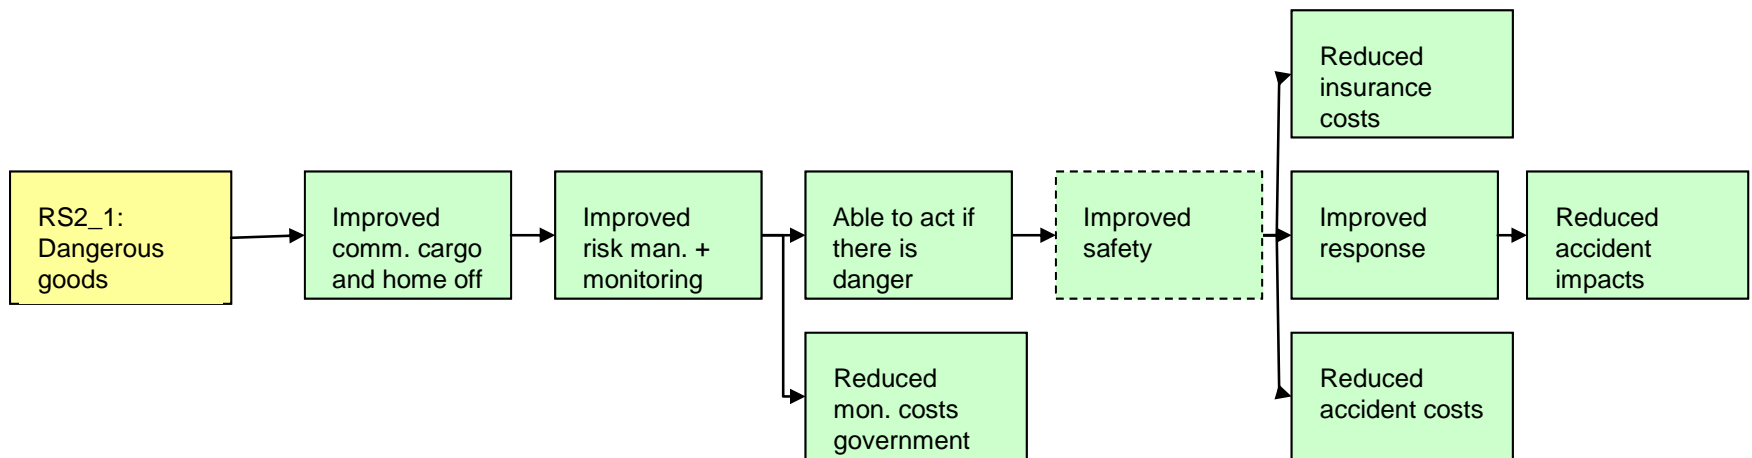 Reduced
insurance
costs
RS2_1:
Dangerous
goods
Improved
comm. cargo
and home off
Improved
risk man. +
monitoring
Able to act if
there is
danger
Improved
safety
Improved
response
Reduced
accident
impacts
Reduced
mon. costs
government
Reduced
accident costs